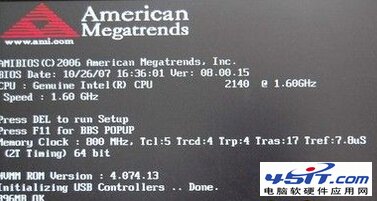 American
Megatrends
www.ami.com
AMIBIOS(C)2006 American Megatrends, Inc.
BIOS Date: 10/26/07 16:36:01 Ver: 08.00.15
CPU : Genuine Intel(R) CPU 2140 @ 1.60GHz
Speed : 1.60 GHz
Press DEL to run Setup
Press F11 for BBS POPUP
Memory Clock : 800 MHz, Tcl:5 Trcd:4 Trp:4 Tras:17 Tref:7.8uS
(2T Timing) 64 bit
NVMM ROM Version : 4.074.13
Initializing USB Controllers .. Done.
896MB OK
45IT.com
电脑软硬件应用网